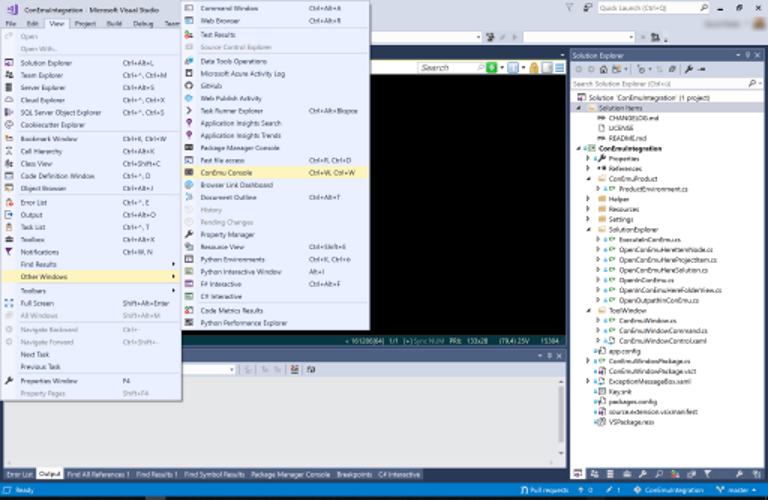 ConEmuIntegration - Microsoft Visual Studio
Quick Launch (Ctrl+Q)
File Edit View Project Build Debug Team
Open
Open With...
Solution Explorer Ctrl+Alt+L
Team Explorer Ctrl+^, Ctrl+M
Server Explorer Ctrl+Alt+S
Cloud Explorer Ctrl+^, Ctrl+X
SQL Server Object Explorer Ctrl+^, Ctrl+S
Cookiecutter Explorer
Bookmark Window Ctrl+K, Ctrl+W
Call Hierarchy Ctrl+Alt+K
Class View Ctrl+Shift+C
Code Definition Window Ctrl+^, D
Object Browser Ctrl+Alt+J
Error List Ctrl+^, E
Output Ctrl+Alt+O
Task List Ctrl+^, T
Toolbox Ctrl+Alt+X
Notifications Ctrl+W, N
Find Results
Other Windows
Toolbars
Full Screen Shift+Alt+Enter
All Windows Shift+Alt+M
Navigate Backward Ctrl+-
Navigate Forward Ctrl+Shift+-
Next Task
Previous Task
Properties Window F4
Property Pages Shift+F4
Command Window Ctrl+Alt+A
Web Browser Ctrl+Alt+R
Test Results
Source Control Explorer
Data Tools Operations
Microsoft Azure Activity Log
GitHub
Web Publish Activity
Task Runner Explorer Ctrl+Alt+Bkspce
Application Insights Search
Application Insights Trends
Package Manager Console
Fast file access Ctrl+R, Ctrl+D
ConEmu Console Ctrl+W, Ctrl+W
Browser Link Dashboard
Document Outline Ctrl+Alt+T
History
Pending Changes
Property Manager
Resource View Ctrl+Shift+E
Python Environments Ctrl+K, Ctrl+ö
Python Interactive Window Alt+I
F# Interactive Ctrl+Alt+F
C# Interactive
Code Metrics Results
Python Performance Explorer
Search
< 161206[64] 1/1 [+] Sync NUM PRI: 133x28 (79,4) 25V 15304
Solution Explorer
Search Solution Explorer (Ctrl+ü)
Solution 'ConEmuIntegration' (1 project)
Solution Items
CHANGELOG.md
LICENSE
README.md
ConEmuIntegration
Properties
References
ConEmuProduct
ProductEnvironment.cs
Helper
Resources
Settings
SolutionExplorer
ExecuteInConEmu.cs
OpenConEmuHereItemNode.cs
OpenConEmuHereProjectItem.cs
OpenConEmuHereSolution.cs
OpenInConEmu.cs
OpenInConEmuHereFolderView.cs
OpenOutpathInConEmu.cs
ToolWindow
ConEmuWindow.cs
ConEmuWindowCommand.cs
ConEmuWindowControl.xaml
app.config
ConEmuWindowPackage.cs
ConEmuWindowPackage.vsct
ExceptionMessageBox.xaml
Key.snk
packages.config
source.extension.vsixmanifest
VSPackage.resx
Error List Output Find All References 1 Find Results 1 Find Symbol Results Package Manager Console Breakpoints C# Interactive
Ready Pull requests 0 1 ConEmuIntegration master